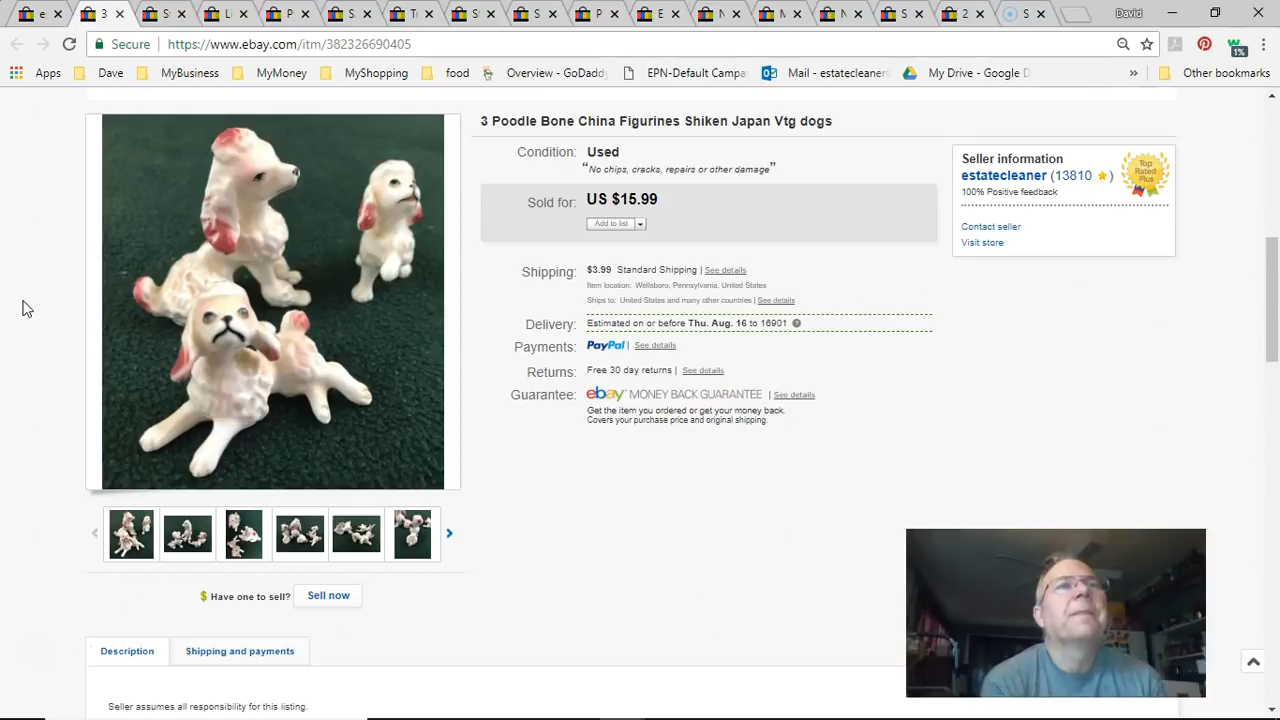 e
3
S
L
P
S
T
S
S
P
E
L
M
S
2
S
David
Secure
https://www.ebay.com/itm/382326690405
1%
Apps
Dave
MyBusiness
MyMoney
MyShopping
food
Overview - GoDaddy
EPN-Default Campa
Mail - estatecleaner
My Drive - Google D
»
Other bookmarks
3 Poodle Bone China Figurines Shiken Japan Vtg dogs
Condition: Used
“No chips, cracks, repairs or other damage”
Sold for: US $15.99
Add to list
Shipping: $3.99 Standard Shipping | See details
Item location: Wellsboro, Pennsylvania, United States
Ships to: United States and many other countries | See details
Delivery: Estimated on or before Thu. Aug. 16 to 16901
Payments: PayPal | See details
Returns: Free 30 day returns | See details
Guarantee: ebay MONEY BACK GUARANTEE | See details
Get the item you ordered or get your money back.
Covers your purchase price and original shipping.
Seller information
estatecleaner (13810 )
100% Positive feedback
Contact seller
Visit store
Top
Rated
Plus
$ Have one to sell? Sell now
Description
Shipping and payments
Seller assumes all responsibility for this listing.